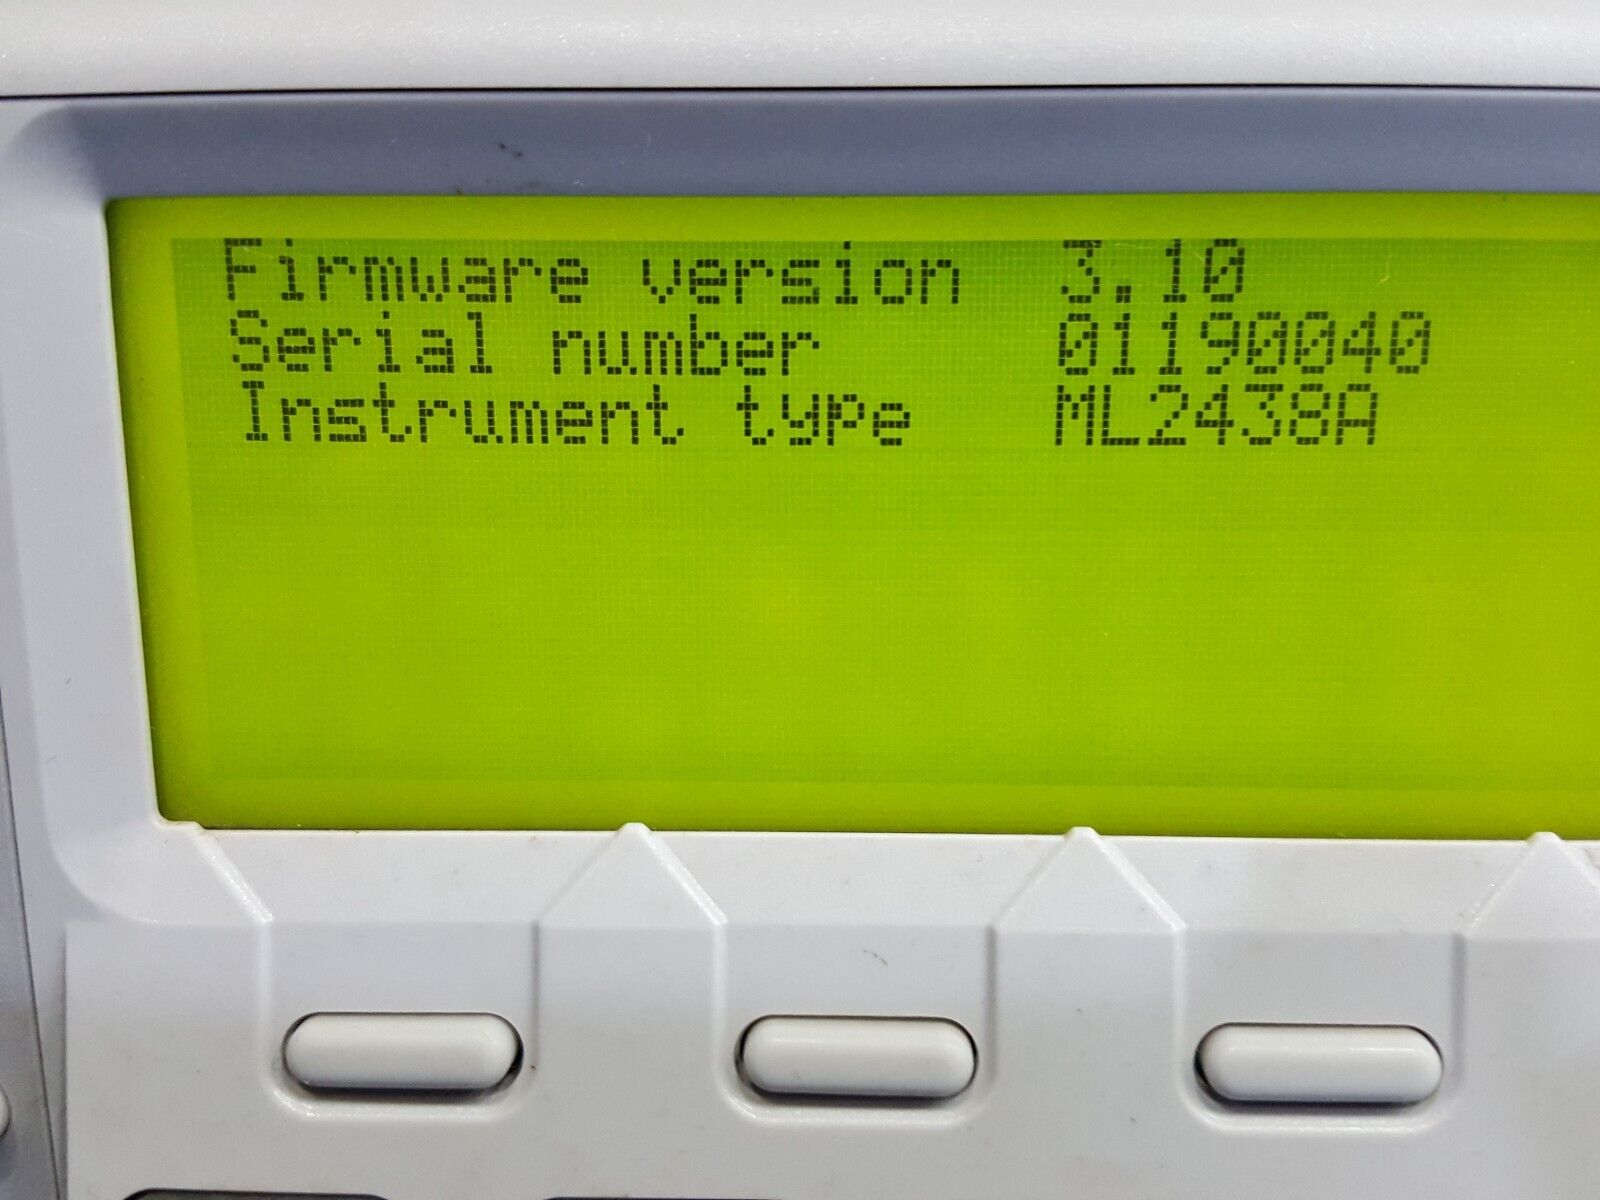 Firmware version 3.10
Serial number 01190040
Instrument type ML2438A